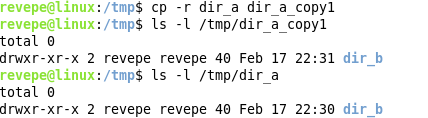 revepe@linux:/tmp$ cp -r dir_a dir_a_copy1
revepe@linux:/tmp$ ls -l /tmp/dir_a_copy1
total 0
drwxr-xr-x 2 revepe revepe 40 Feb 17 22:31 dir_b
revepe@linux:/tmp$ ls -l /tmp/dir_a
total 0
drwxr-xr-x 2 revepe revepe 40 Feb 17 22:30 dir_b